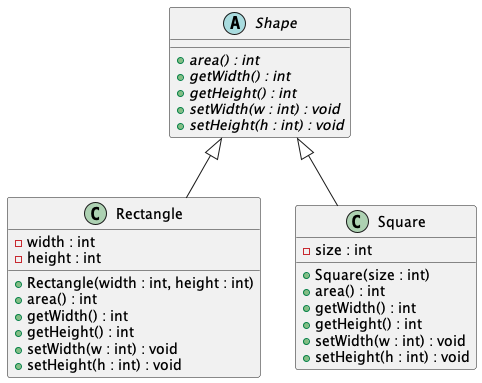 A Shape
area() : int
getWidth() : int
getHeight() : int
setWidth(w : int) : void
setHeight(h : int) : void
C Rectangle
width : int
height : int
Rectangle(width : int, height : int)
area() : int
getWidth() : int
getHeight() : int
setWidth(w : int) : void
setHeight(h : int) : void
C Square
size : int
Square(size : int)
area() : int
getWidth() : int
getHeight() : int
setWidth(w : int) : void
setHeight(h : int) : void